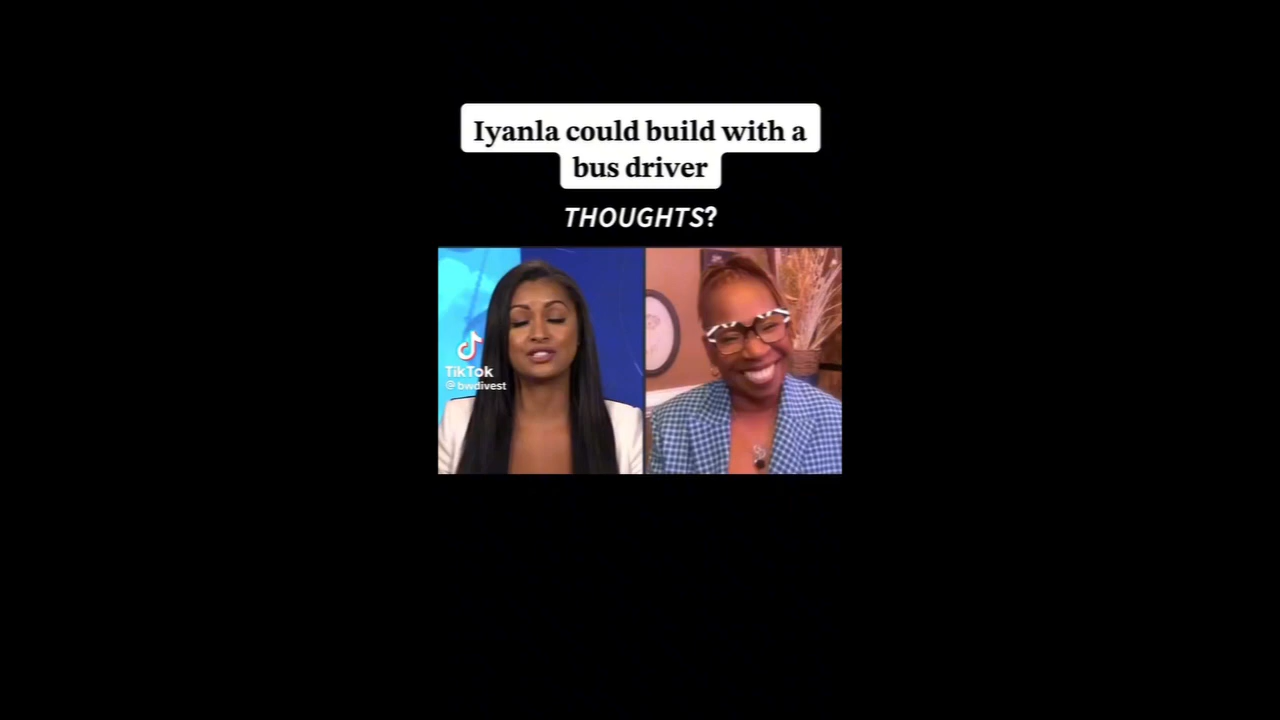 Iyanla could build with a
bus driver
THOUGHTS?
TikTok
@bwdivest